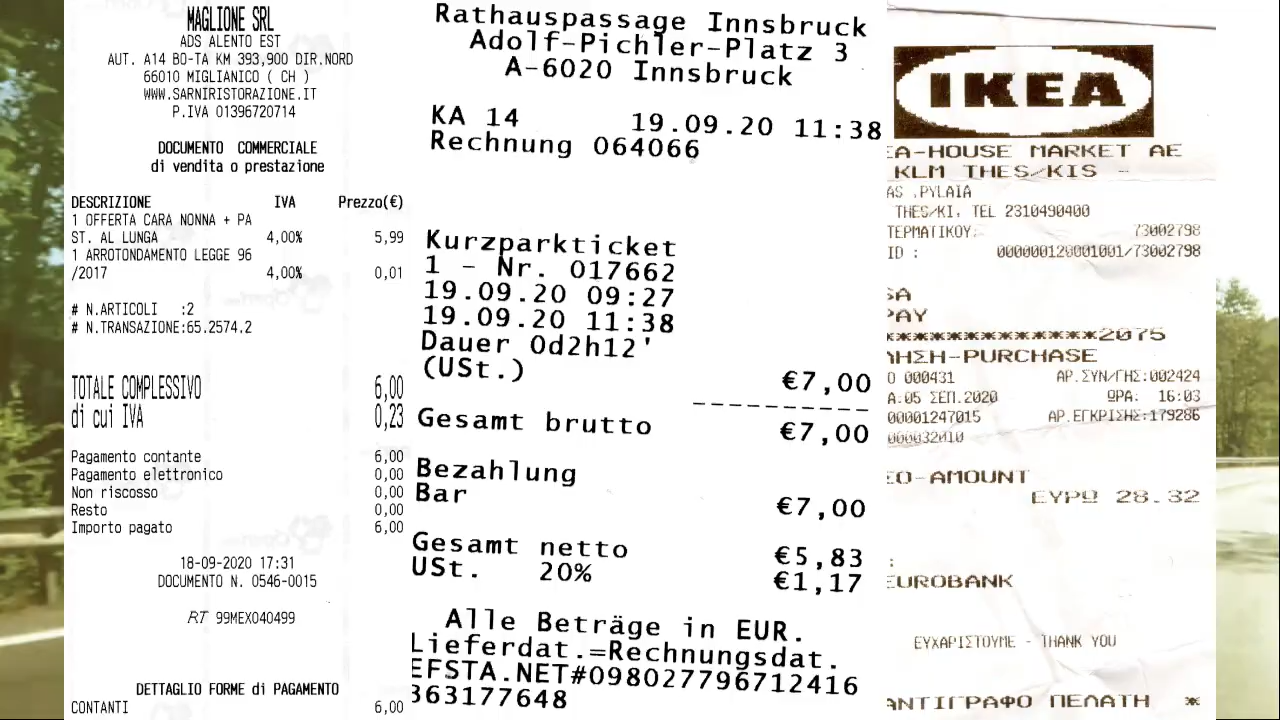 MAGLIONE SRL
ADS ALENTO EST
AUT. A14 BO-TA KM 393,900 DIR.NORD
66010 MIGLIANICO ( CH )
WWW.SARNIRISTORAZIONE.IT
P.IVA 01396720714
DOCUMENTO COMMERCIALE
di vendita o prestazione
DESCRIZIONE IVA Prezzo(€)
1 OFFERTA CARA NONNA + PA
ST. AL LUNGA 4,00% 5,99
1 ARROTONDAMENTO LEGGE 96
/2017 4,00% 0,01
# N.ARTICOLI :2
# N.TRANSAZIONE:65.2574.2
TOTALE COMPLESSIVO 6,00
di cui IVA 0,23
Pagamento contante 6,00
Pagamento elettronico 0,00
Non riscosso 0,00
Resto 0,00
Importo pagato 6,00
18-09-2020 17:31
DOCUMENTO N. 0546-0015
RT 99MEX040499
DETTAGLIO FORME di PAGAMENTO
CONTANTI 6,00
Rathauspassage Innsbruck
Adolf-Pichler-Platz 3
A-6020 Innsbruck
KA 14 19.09.20 11:38
Rechnung 064066
Kurzparkticket
1 - Nr. 017662
19.09.20 09:27
19.09.20 11:38
Dauer 0d2h12'
(USt.) €7,00
Gesamt brutto €7,00
Bezahlung
Bar €7,00
Gesamt netto €5,83
USt. 20% €1,17
Alle Beträge in EUR.
Lieferdat.=Rechnungsdat.
EFSTA.NET#098027796712416
363177648
IKEA
EA-HOUSE MARKET AE
KLM THES/KIS -
AS ,PYLAIA
THES/KI. TEL 2310490400
ΤΕΡΜΑΤΙΚΟΥ: 73002798
ID : 000000120001001/73002798
SA
PAY
*************2075
ΛΗΣΗ-PURCHASE
O 000431 ΑΡ.ΣΥΝ/ΓΗΣ:002424
Α:05 ΣΕΠ.2020 ΩΡΑ: 16:03
00001247015 ΑΡ.ΕΓΚΡΙΣΗΣ:179286
000032010
ΣΟ-AMOUNT
ΕΥΡΩ 28.32
:
EUROBANK
ΕΥΧΑΡΙΣΤΟΥΜΕ - THANK YOU
ΑΝΤΙΓΡΑΦΟ ΠΕΛΑΤΗ *